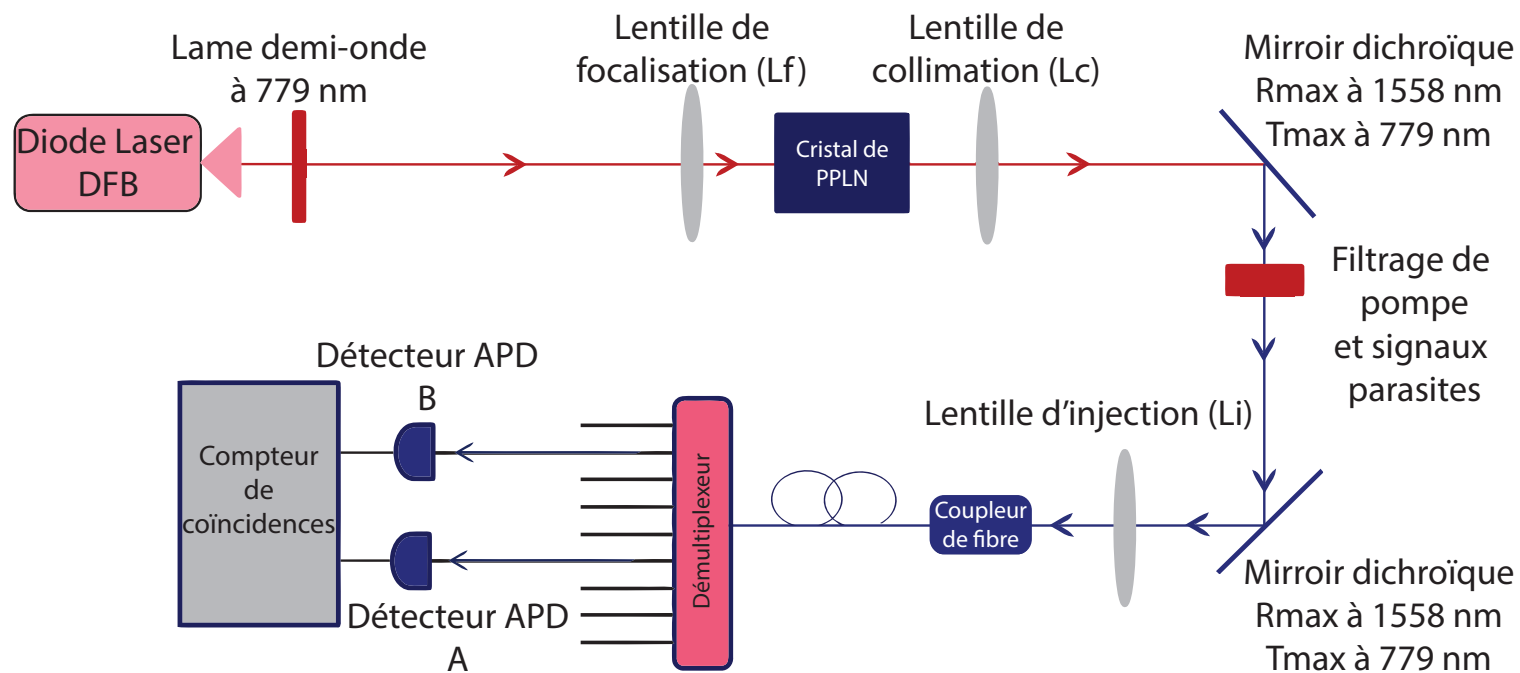 Diode Laser
DFB
Lame demi-onde
à 779 nm
Lentille de
focalisation (Lf)
Cristal de
PPLN
Lentille de
collimation (Lc)
Mirroir dichroïque
Rmax à 1558 nm
Tmax à 779 nm
Filtrage de
pompe
et signaux
parasites
Mirroir dichroïque
Rmax à 1558 nm
Tmax à 779 nm
Lentille d'injection (Li)
Coupleur
de fibre
Démultiplexeur
Détecteur APD
B
Détecteur APD
A
Compteur
de
coïncidences